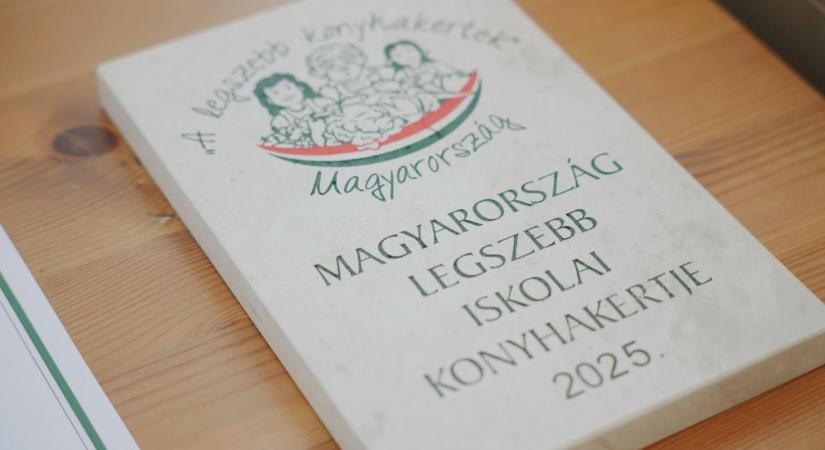 „A legszebb konyhakertek”
Magyarország
MAGYARORSZÁG
LEGSZEBB
ISKOLAI
KONYHAKERTJE
2025.